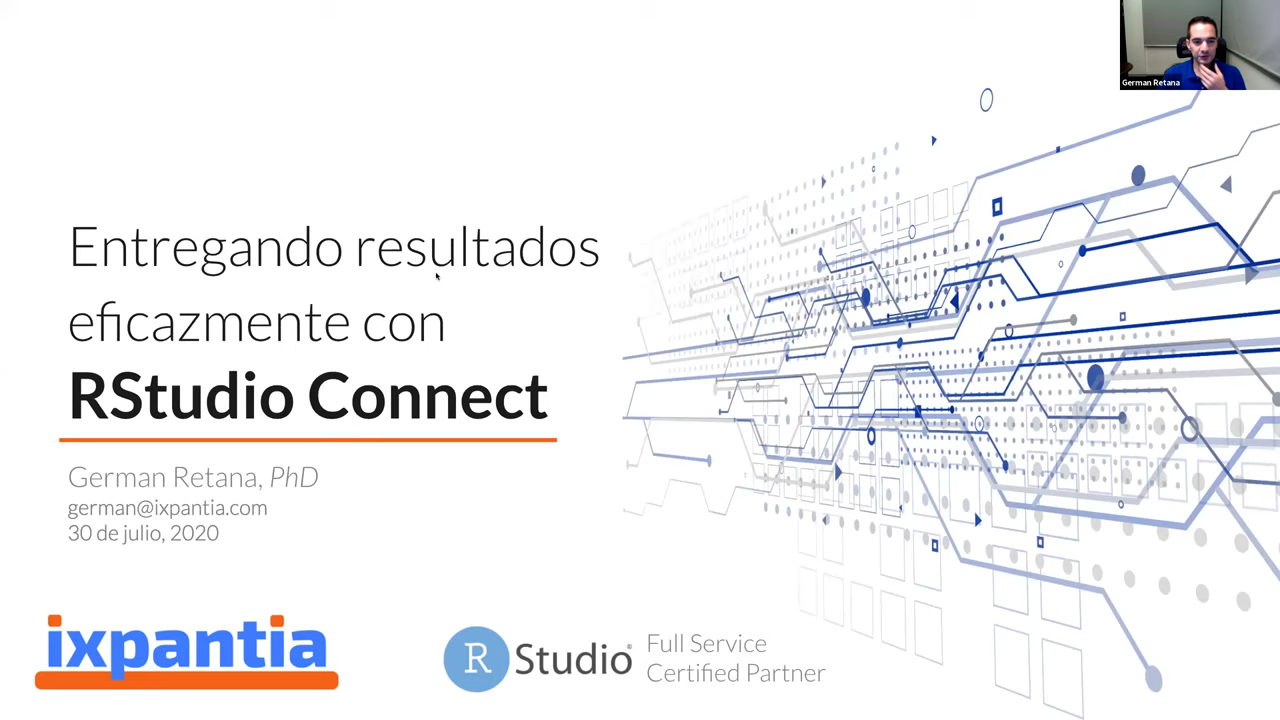 German Retana
Entregando resultados
eficazmente con
RStudio Connect
German Retana, PhD
german@ixpantia.com
30 de julio, 2020
ixpantia
R Studio®
Full Service
Certified Partner